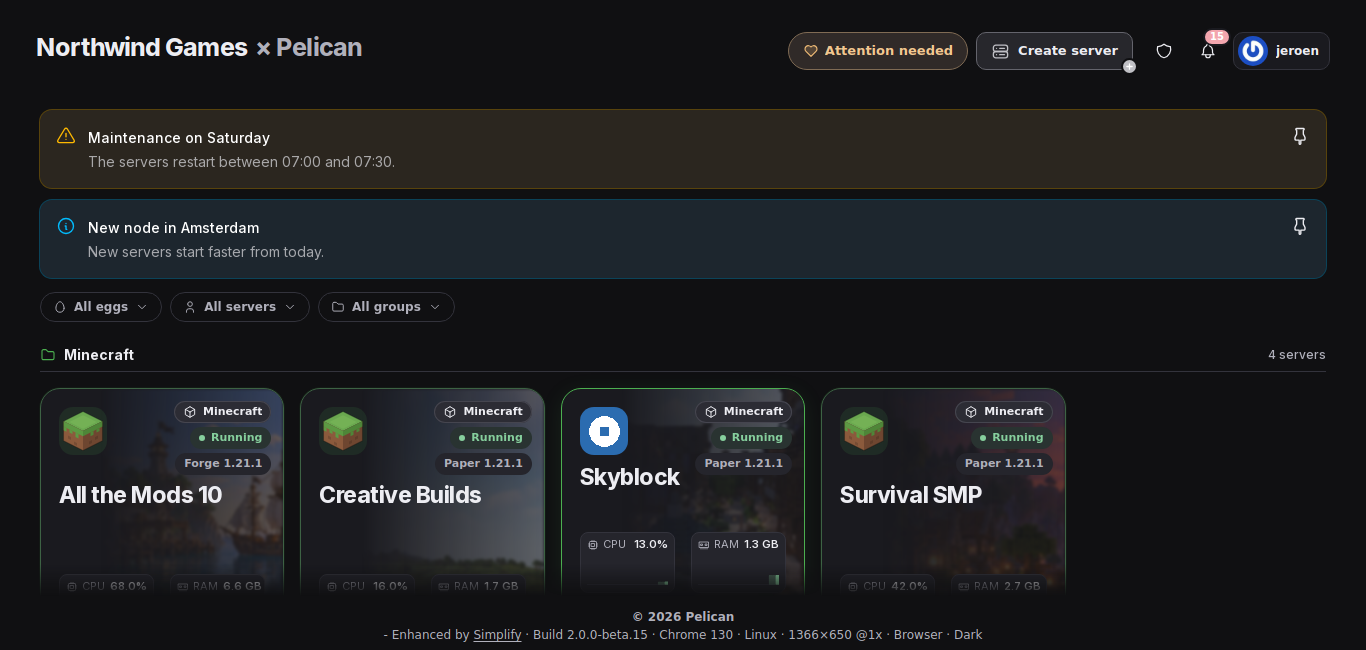 Northwind Games × Pelican
Attention needed
Create server
15
jeroen
Maintenance on Saturday
The servers restart between 07:00 and 07:30.
New node in Amsterdam
New servers start faster from today.
All eggs
All servers
All groups
Minecraft
4 servers
Minecraft
Running
Forge 1.21.1
All the Mods 10
CPU 68.0%
RAM 6.6 GB
Minecraft
Running
Paper 1.21.1
Creative Builds
CPU 16.0%
RAM 1.7 GB
Minecraft
Running
Paper 1.21.1
Skyblock
CPU 13.0%
RAM 1.3 GB
Minecraft
Running
Paper 1.21.1
Survival SMP
CPU 42.0%
RAM 2.7 GB
© 2026 Pelican
- Enhanced by Simplify · Build 2.0.0-beta.15 · Chrome 130 · Linux · 1366×650 @1x · Browser · Dark